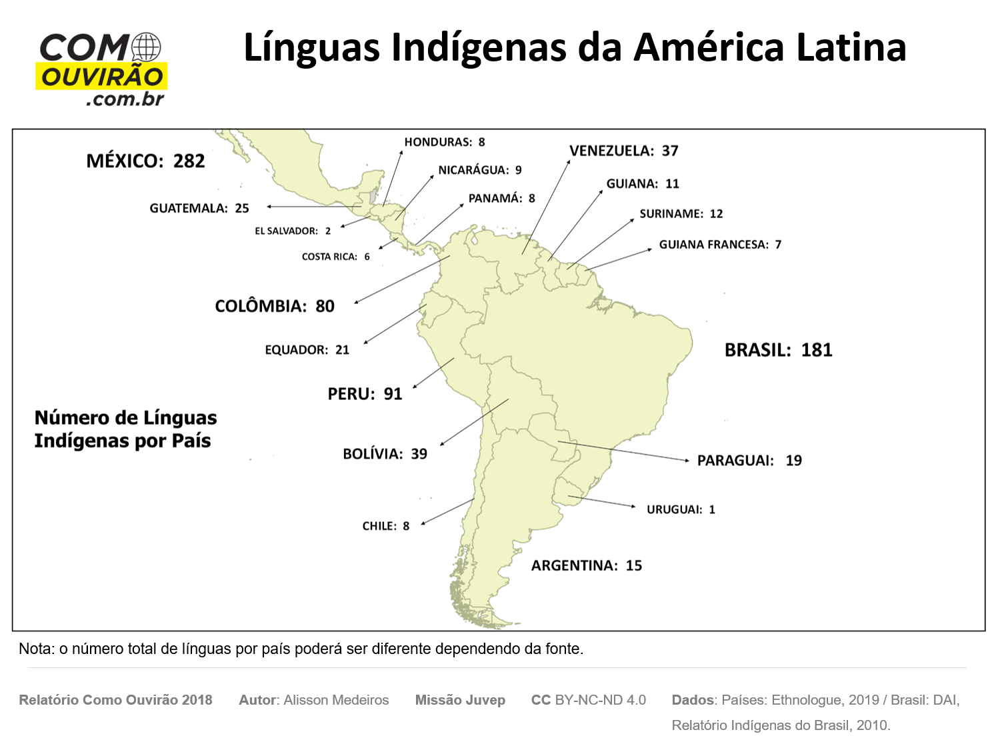 COM
OUVIRÃO
.com.br
Línguas Indígenas da América Latina
MÉXICO: 282
HONDURAS: 8
NICARÁGUA: 9
PANAMÁ: 8
VENEZUELA: 37
GUIANA: 11
SURINAME: 12
GUIANA FRANCESA: 7
GUATEMALA: 25
EL SALVADOR: 2
COSTA RICA: 6
COLÔMBIA: 80
EQUADOR: 21
BRASIL: 181
PERU: 91
Número de Línguas
Indígenas por País
BOLÍVIA: 39
PARAGUAI: 19
URUGUAI: 1
CHILE: 8
ARGENTINA: 15
Nota: o número total de línguas por país poderá ser diferente dependendo da fonte.
Relatório Como Ouvirão 2018 Autor: Alisson Medeiros Missão Juvep CC BY-NC-ND 4.0 Dados: Países: Ethnologue, 2019 / Brasil: DAI,
Relatório Indígenas do Brasil, 2010.